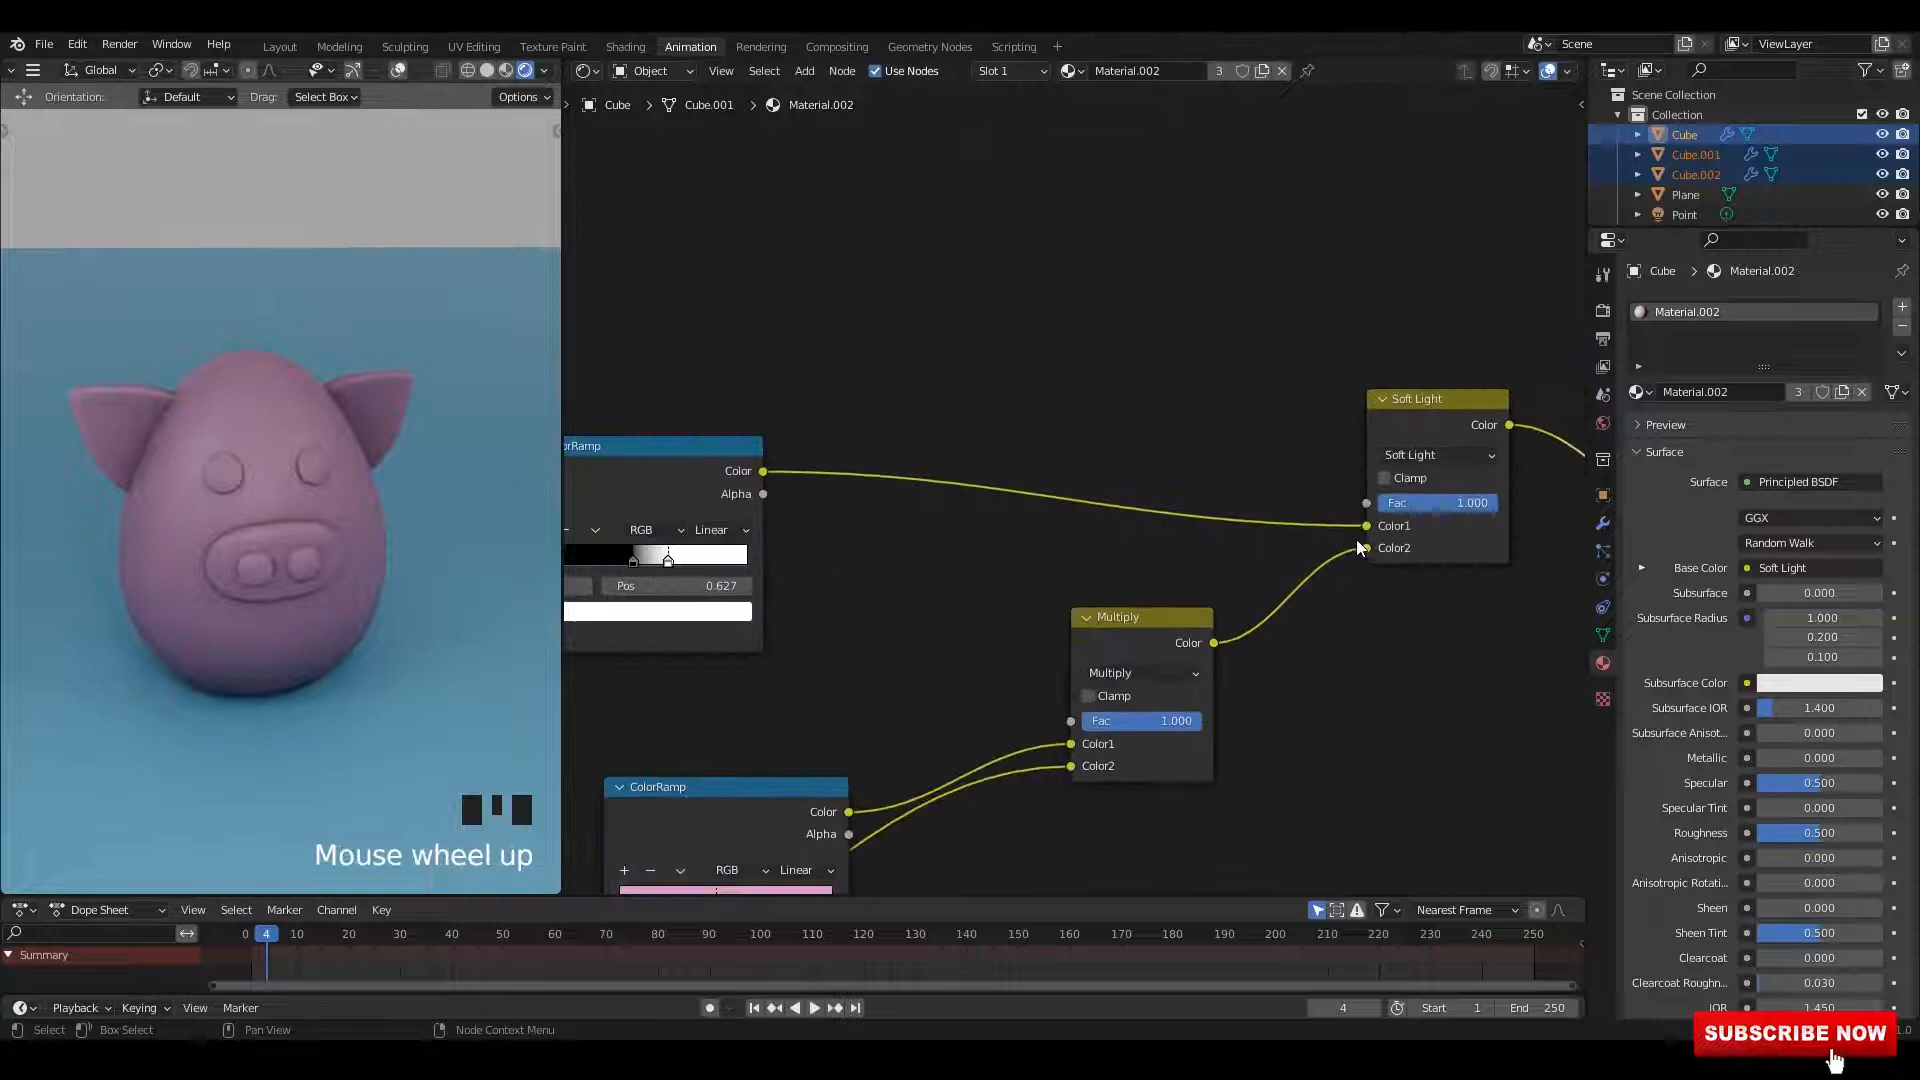 File Edit Render Window Help Layout Modeling Sculpting UV Editing Texture Paint Shading Animation Rendering Compositing Geometry Nodes Scripting + Scene ViewLayer
Global Object View Select Add Node Use Nodes Slot 1 Material.002 3
Orientation: Default Drag: Select Box Options
Cube > Cube.001 > Material.002
Scene Collection
Collection
Cube
Cube.001
Cube.002
Plane
Point
Cube > Material.002
Material.002
Material.002 3
Preview
Surface
Surface Principled BSDF
GGX
Random Walk
Base Color Soft Light
Subsurface 0.000
Subsurface Radius 1.000
0.200
0.100
Subsurface Color
Subsurface IOR 1.400
Subsurface Anisot... 0.000
Metallic 0.000
Specular 0.500
Specular Tint 0.000
Roughness 0.500
Anisotropic 0.000
Anisotropic Rotati... 0.000
Sheen 0.000
Sheen Tint 0.500
Clearcoat 0.000
Clearcoat Roughn... 0.030
IOR 1.450
Soft Light
Color
Soft Light
Clamp
Fac 1.000
Color1
Color2
orRamp
Color
Alpha
RGB Linear
Pos 0.627
Multiply
Color
Multiply
Clamp
Fac 1.000
Color1
Color2
ColorRamp
Color
Alpha
+ − RGB Linear
Mouse wheel up
Dope Sheet View Select Marker Channel Key Nearest Frame
0 4 10 20 30 40 50 60 70 80 90 100 110 120 130 140 150 160 170 180 190 200 210 220 230 240 250
Summary
Playback Keying View Marker 4 Start 1 End 250
Select Box Select Pan View Node Context Menu
SUBSCRIBE NOW